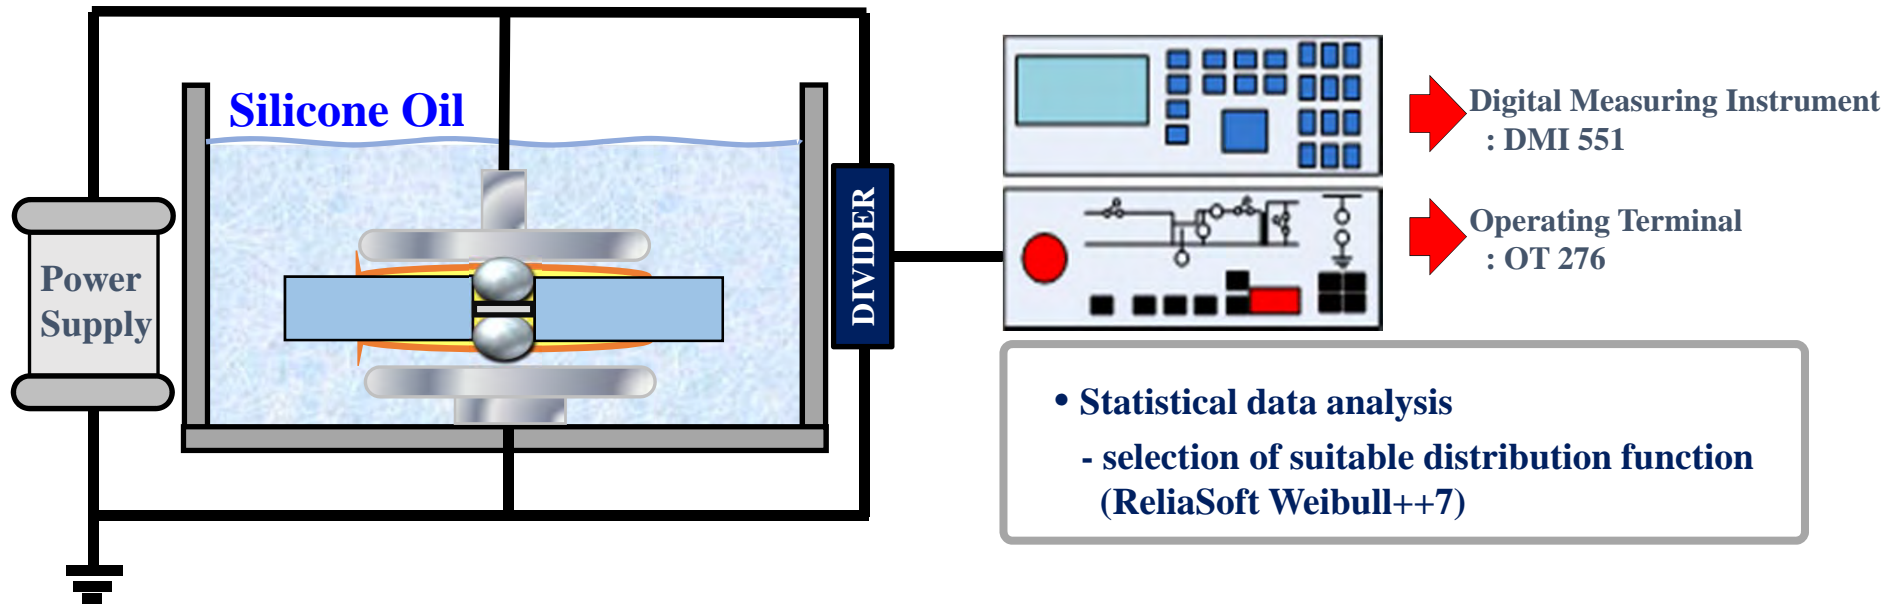 Silicone Oil
Power
Supply
DIVIDER
Digital Measuring Instrument
: DMI 551
Operating Terminal
: OT 276
• Statistical data analysis
- selection of suitable distribution function
(ReliaSoft Weibull++7)